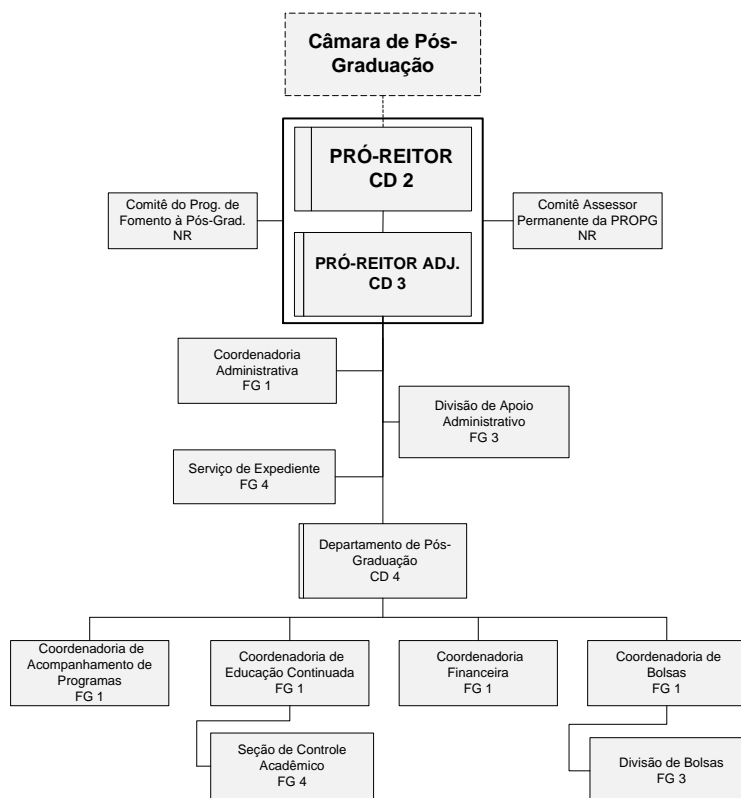 Câmara de Pós-
Graduação
PRÓ-REITOR
CD 2
Comitê do Prog. de
Fomento à Pós-Grad.
NR
Comitê Assessor
Permanente da PROPG
NR
PRÓ-REITOR ADJ.
CD 3
Coordenadoria
Administrativa
FG 1
Divisão de Apoio
Administrativo
FG 3
Serviço de Expediente
FG 4
Departamento de Pós-
Graduação
CD 4
Coordenadoria de
Acompanhamento de
Programas
FG 1
Coordenadoria de
Educação Continuada
FG 1
Coordenadoria
Financeira
FG 1
Coordenadoria de
Bolsas
FG 1
Seção de Controle
Acadêmico
FG 4
Divisão de Bolsas
FG 3